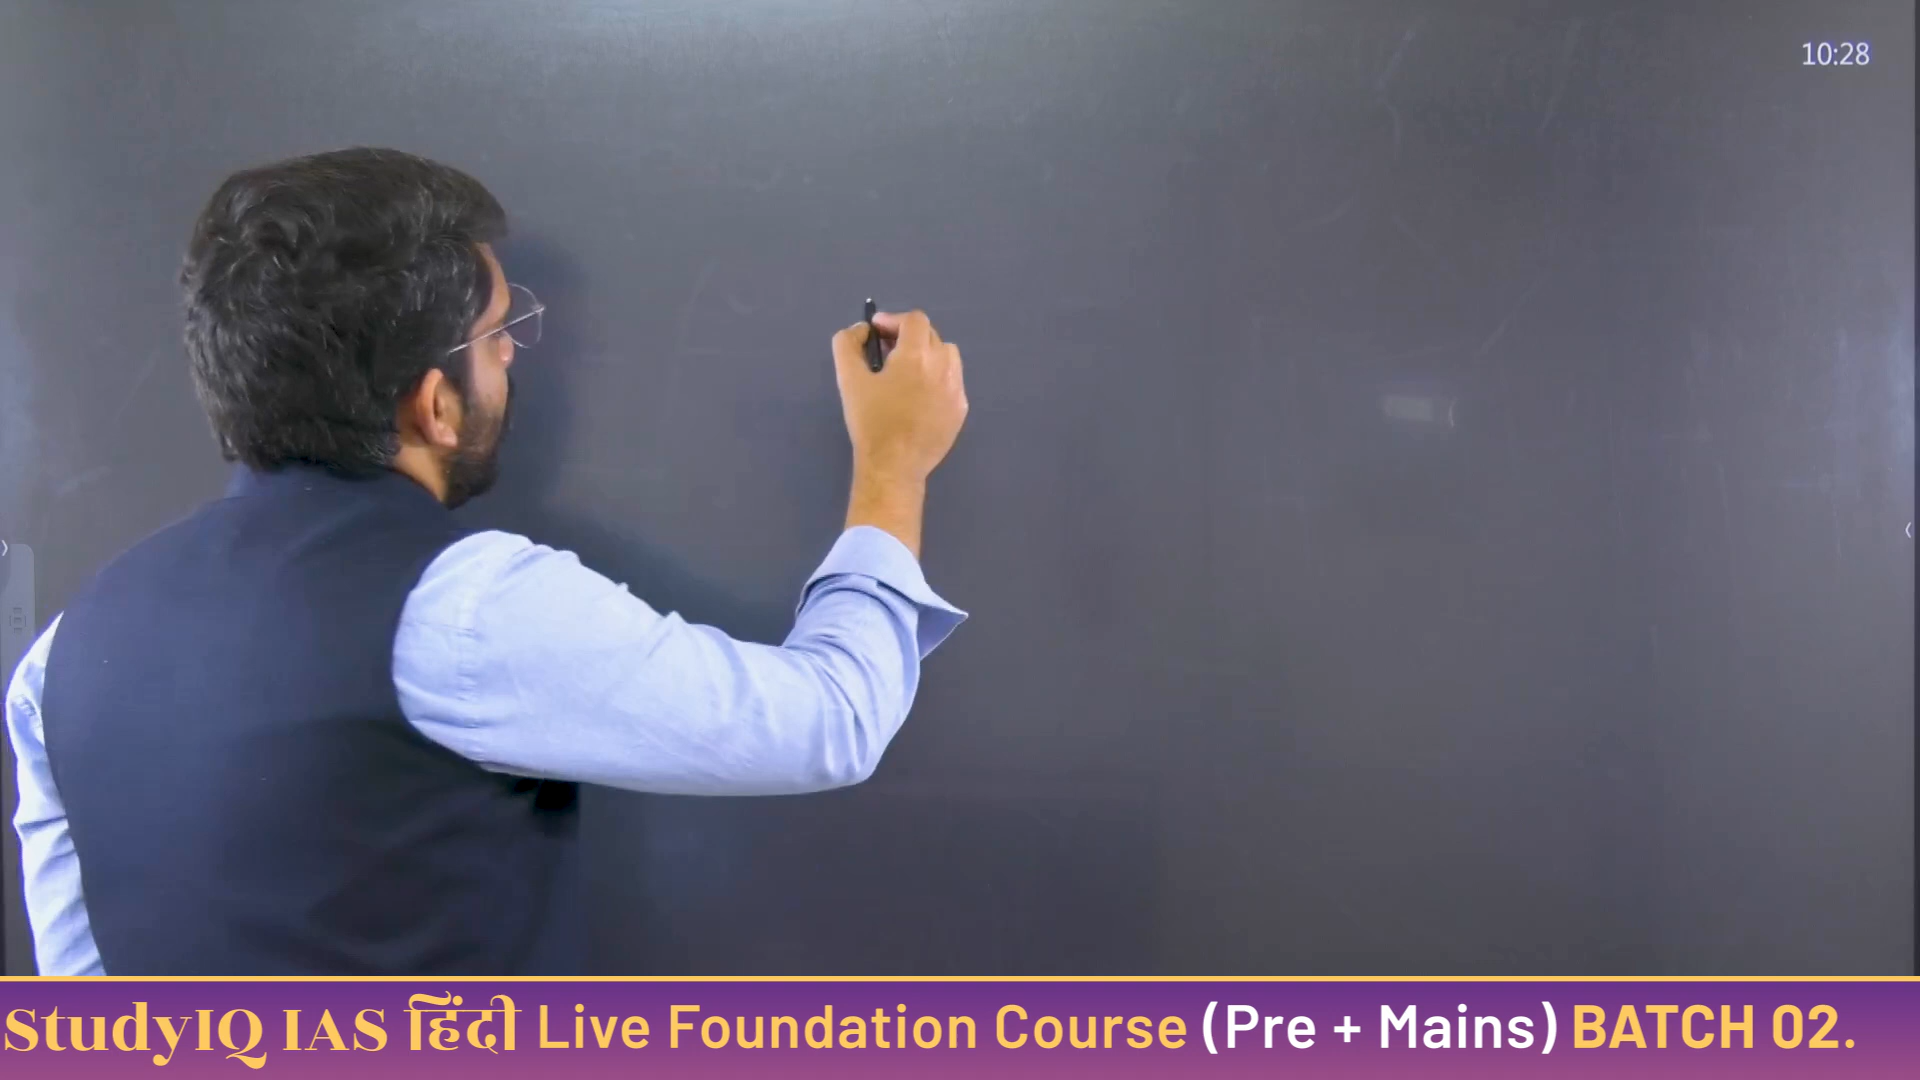 10:28
StudyIQ IAS हिंदी Live Foundation Course (Pre + Mains) BATCH 02.